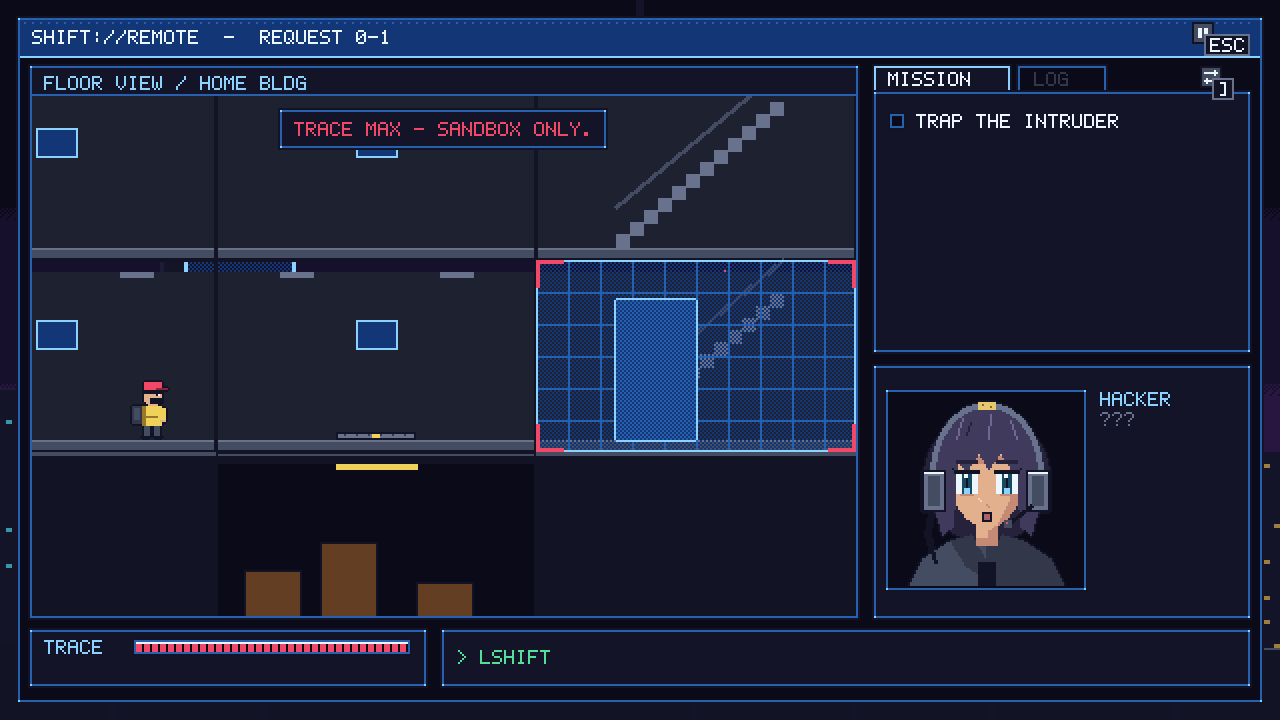 SHIFT://REMOTE - REQUEST 0-1
ESC
FLOOR VIEW / HOME BLDG
TRACE MAX - SANDBOX ONLY.
MISSION
LOG
]
TRAP THE INTRUDER
HACKER
???
TRACE
> LSHIFT